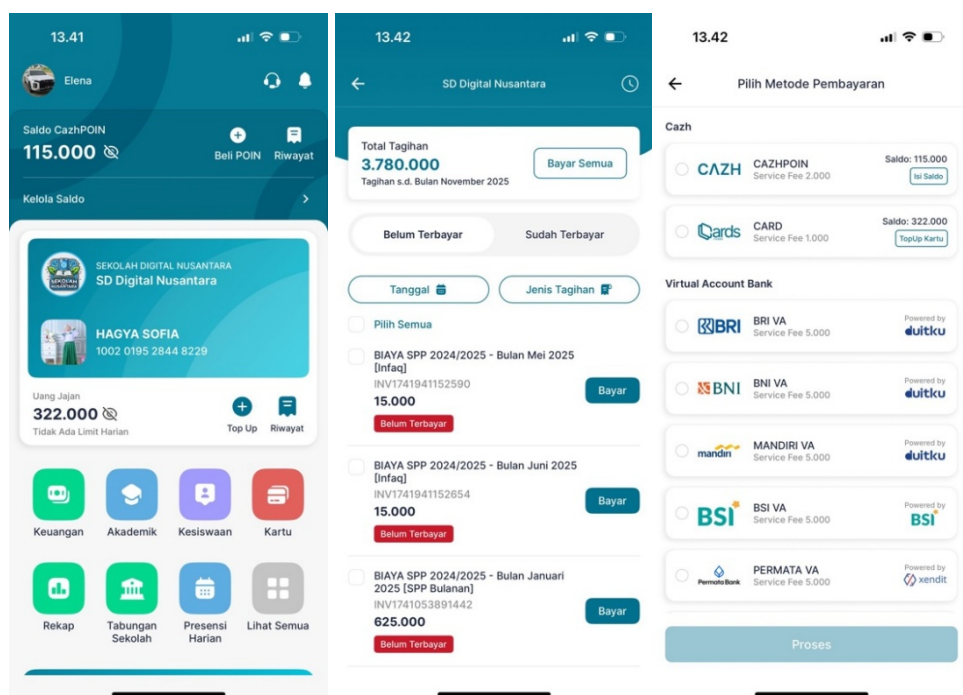 13.41
Elena
Saldo CazhPOIN
115.000
Beli POIN
Riwayat
Kelola Saldo
SEKOLAH DIGITAL NUSANTARA
SD Digital Nusantara
HAGYA SOFIA
1002 0195 2844 8229
Uang Jajan
322.000
Tidak Ada Limit Harian
Top Up
Riwayat
Keuangan
Akademik
Kesiswaan
Kartu
Rekap
Tabungan
Sekolah
Presensi
Harian
Lihat Semua
13.42
SD Digital Nusantara
Total Tagihan
3.780.000
Tagihan s.d. Bulan November 2025
Bayar Semua
Belum Terbayar
Sudah Terbayar
Tanggal
Jenis Tagihan
Pilih Semua
BIAYA SPP 2024/2025 - Bulan Mei 2025
[Infaq]
INV1741941152590
15.000
Bayar
Belum Terbayar
BIAYA SPP 2024/2025 - Bulan Juni 2025
[Infaq]
INV1741941152654
15.000
Bayar
Belum Terbayar
BIAYA SPP 2024/2025 - Bulan Januari
2025 [SPP Bulanan]
INV1741053891442
625.000
Bayar
Belum Terbayar
13.42
Pilih Metode Pembayaran
Cazh
CAZH
CAZHPOIN
Service Fee 2.000
Saldo: 115.000
Isi Saldo
Cards
CARD
Service Fee 1.000
Saldo: 322.000
TopUp Kartu
Virtual Account Bank
BRI
BRI VA
Service Fee 5.000
Powered by
duitku
BNI
BNI VA
Service Fee 5.000
Powered by
duitku
mandiri
MANDIRI VA
Service Fee 5.000
Powered by
duitku
BSI
BSI VA
Service Fee 5.000
Powered by
BSI
PermataBank
PERMATA VA
Service Fee 5.000
Powered by
xendit
Proses